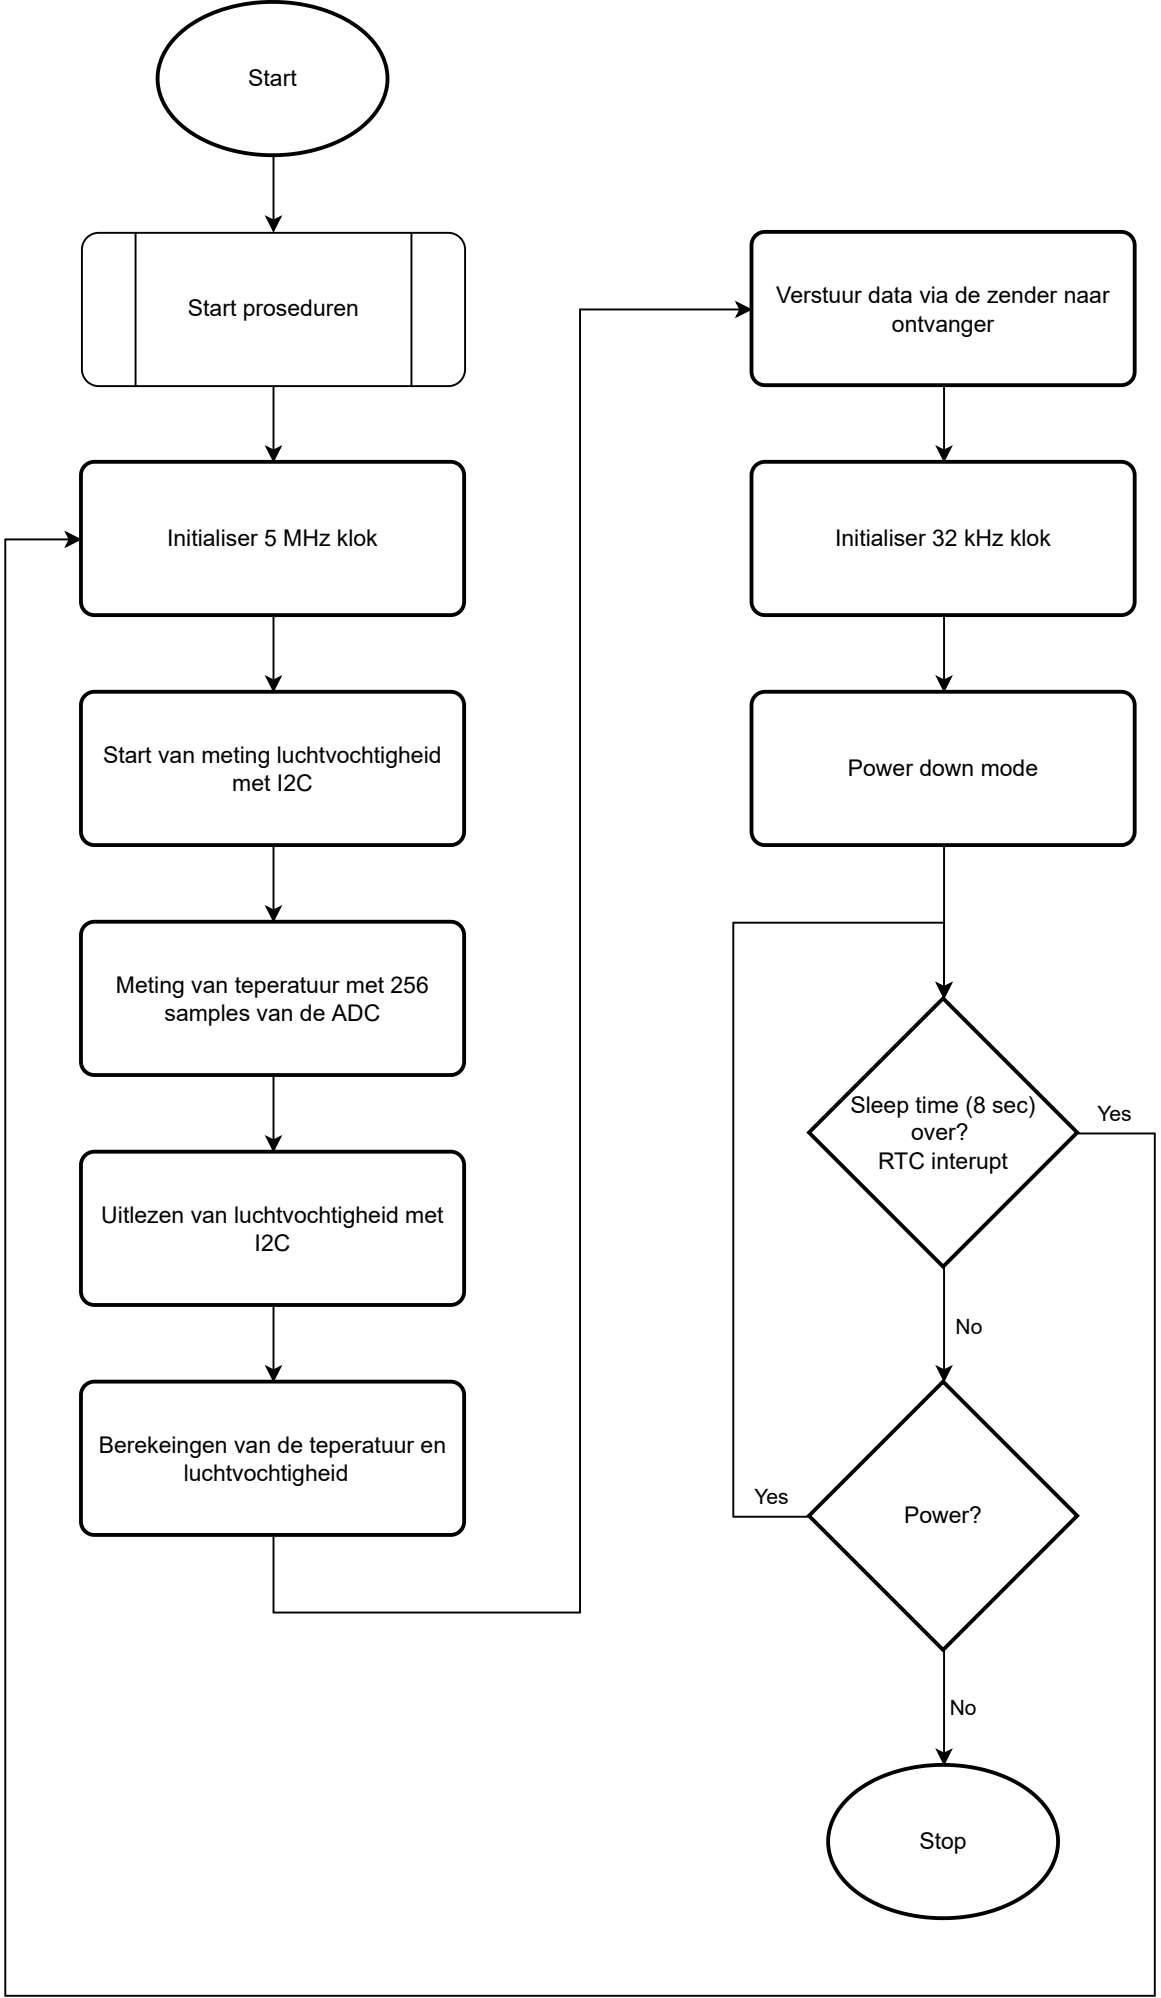 Start
Start proseduren
Initialiser 5 MHz klok
Start van meting luchtvochtigheid
met I2C
Meting van teperatuur met 256
samples van de ADC
Uitlezen van luchtvochtigheid met
I2C
Berekeingen van de teperatuur en
luchtvochtigheid
Verstuur data via de zender naar
ontvanger
Initialiser 32 kHz klok
Power down mode
Sleep time (8 sec)
over?
RTC interupt
Yes
No
Power?
Yes
No
Stop